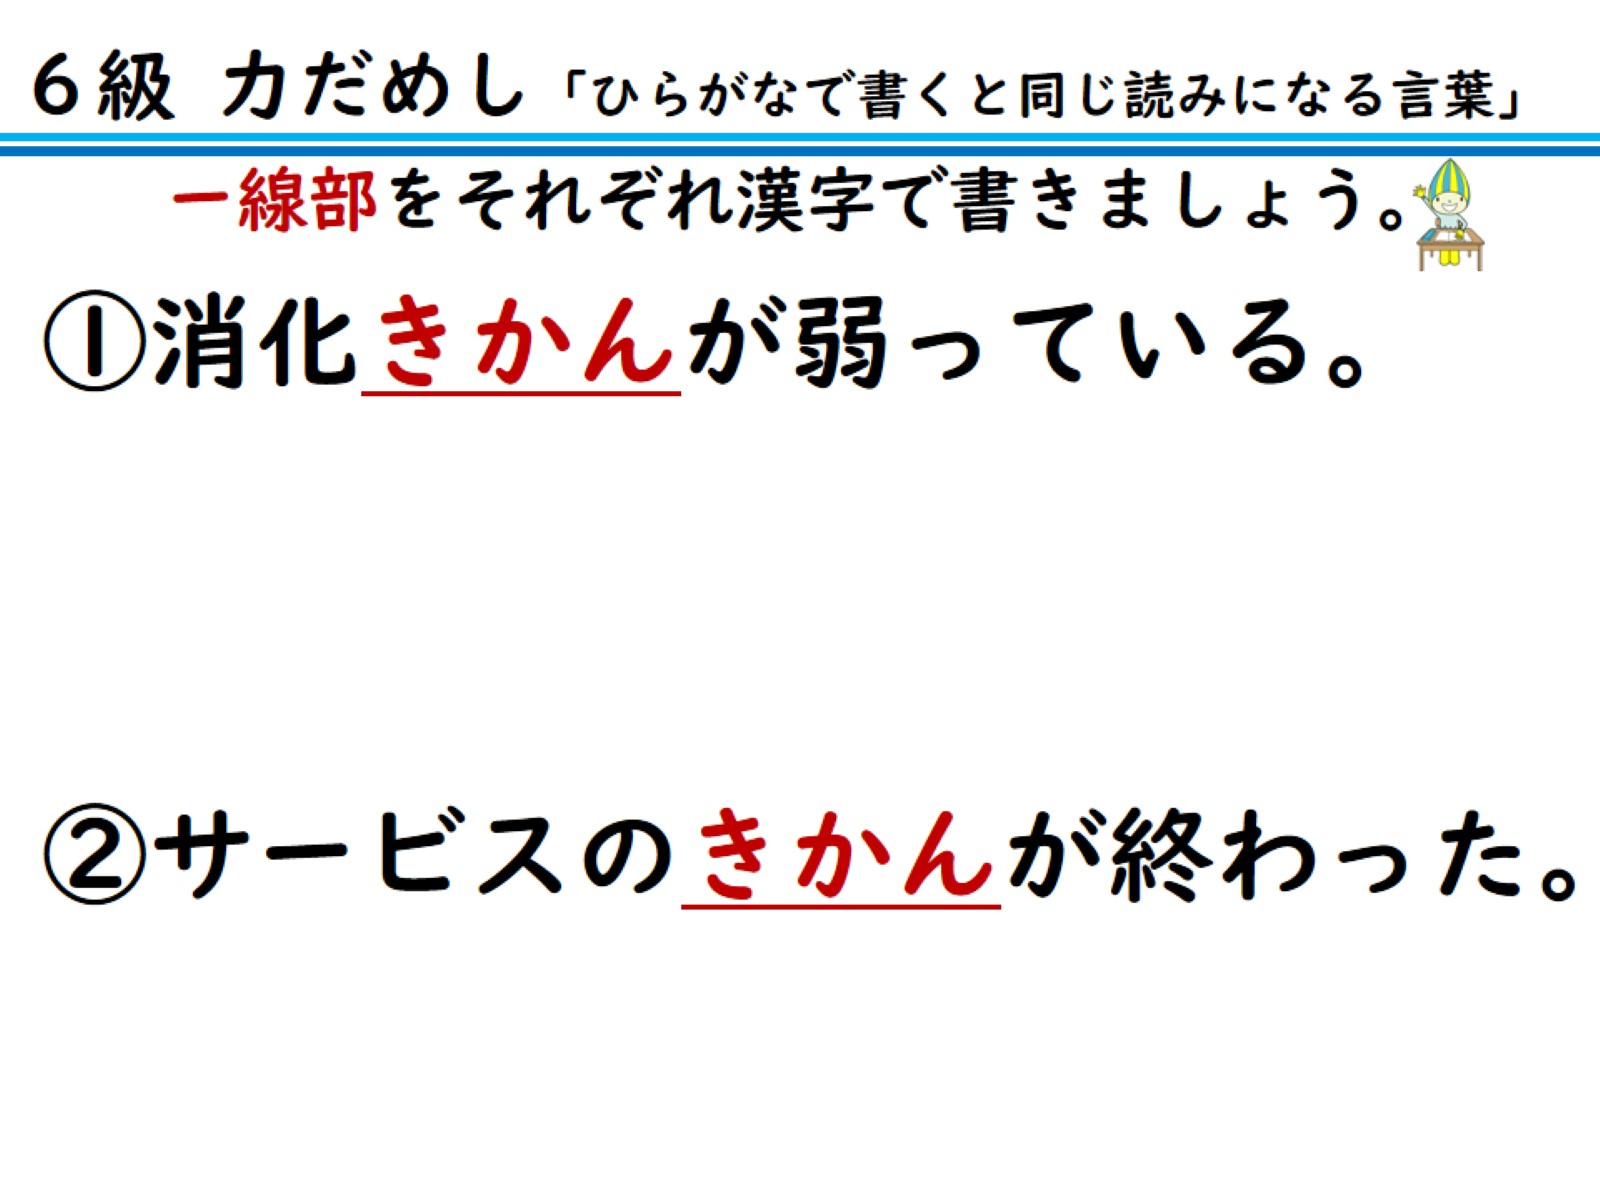 ６級 力だめし「ひらがなで書くと同じ読みになる言葉」
ー線部をそれぞれ漢字で書きましょう。
①消化きかんが弱っている。
②サービスのきかんが終わった。